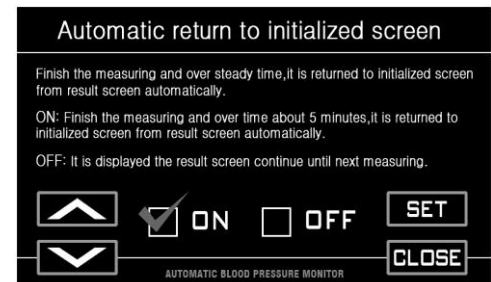 Automatic return to initialized screen
Finish the measuring and over steady time,it is returned to initialized screen
from result screen automatically.
ON: Finish the measuring and over time about 5 minutes,it is returned to
initialized screen from result screen automatically.
OFF: It is displayed the result screen continue until next measuring.
ON OFF SET
CLOSE
AUTOMATIC BLOOD PRESSURE MONITOR